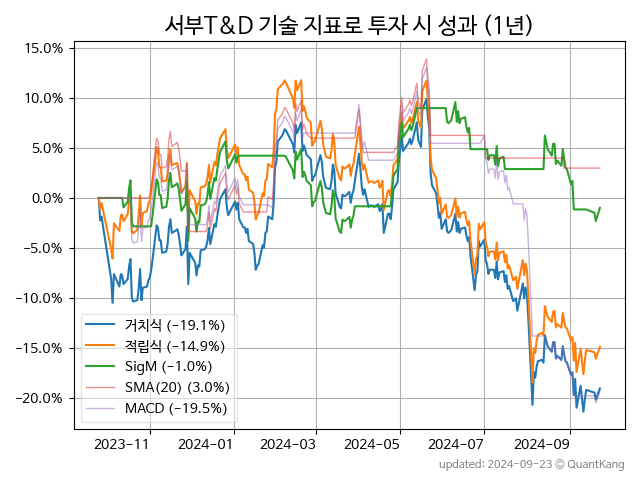 서부T&D 기술 지표로 투자 시 성과 (1년)
15.0%
10.0%
5.0%
0.0%
−5.0%
−10.0%
−15.0%
−20.0%
거치식 (−19.1%)
적립식 (−14.9%)
SigM (−1.0%)
SMA(20) (3.0%)
MACD (−19.5%)
2023−11 2024−01 2024−03 2024−05 2024−07 2024−09
updated: 2024−09−23 © QuantKang